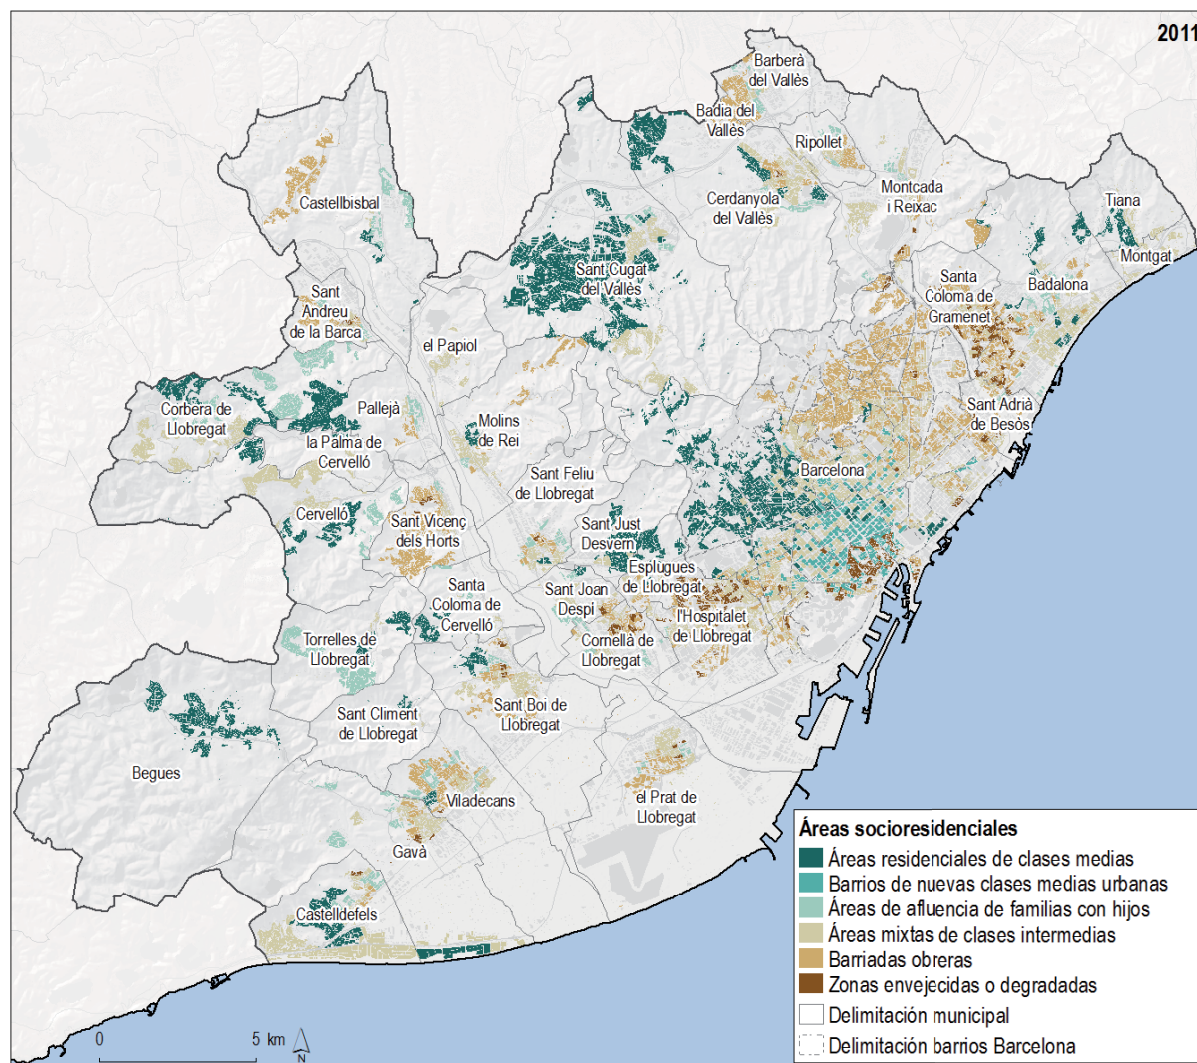 2011
Barberà
del Vallès
Badia del
Vallès
Ripollet
Castellbisbal
Cerdanyola
del Vallès
Montcada
i Reixac
Tiana
Montgat
Sant Cugat
del Vallès
Santa
Coloma de
Gramenet
Badalona
Sant
Andreu
de la Barca
el Papiol
Corbera de
Llobregat
Pallejà
la Palma de
Cervelló
Molins
de Rei
Sant Adrià
de Besòs
Barcelona
Sant Feliu
de Llobregat
Cervelló
Sant Vicenç
dels Horts
Sant Just
Desvern
Esplugues
de Llobregat
Santa
Coloma de
Cervelló
Sant Joan
Despi
l'Hospitalet
de Llobregat
Cornellà de
Llobregat
Torrelles de
Llobregat
Sant Climent
de Llobregat
Sant Boi de
Llobregat
Begues
Viladecans
el Prat de
Llobregat
Gavà
Castelldefels
Áreas socioresidenciales
Áreas residenciales de clases medias
Barrios de nuevas clases medias urbanas
Áreas de afluencia de familias con hijos
Áreas mixtas de clases intermedias
Barriadas obreras
Zonas envejecidas o degradadas
Delimitación municipal
Delimitación barrios Barcelona
0 5 km
N